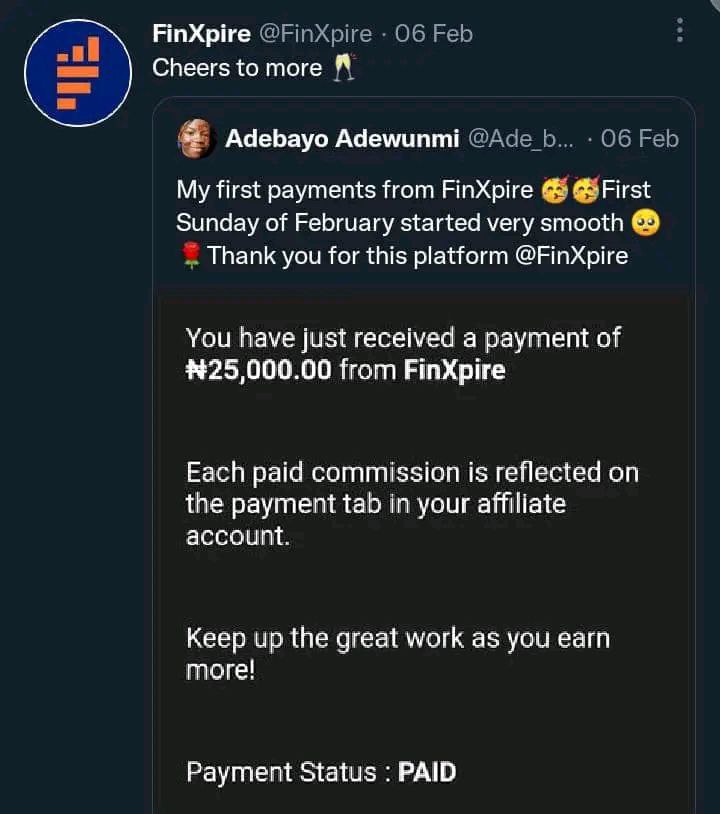 FinXpire @FinXpire · 06 Feb
Cheers to more 🥂
Adebayo Adewunmi @Ade_b... · 06 Feb
My first payments from FinXpire 🥳🥳First
Sunday of February started very smooth 🥺
🌹Thank you for this platform @FinXpire
You have just received a payment of
₦25,000.00 from FinXpire
Each paid commission is reflected on
the payment tab in your affiliate
account.
Keep up the great work as you earn
more!
Payment Status : PAID